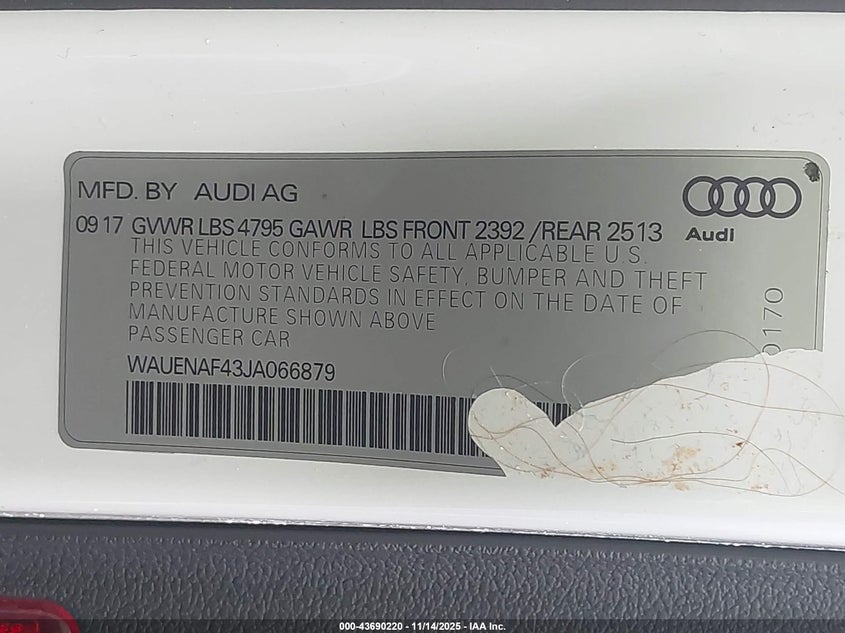 MFD. BY AUDI AG
09 17 GVWR LBS 4795 GAWR LBS FRONT 2392 /REAR 2513
THIS VEHICLE CONFORMS TO ALL APPLICABLE U.S.
FEDERAL MOTOR VEHICLE SAFETY, BUMPER AND THEFT
PREVENTION STANDARDS IN EFFECT ON THE DATE OF
MANUFACTURE SHOWN ABOVE
PASSENGER CAR
WAUENAF43JA066879
Audi
000-43690220 - 11/14/2025 - IAA Inc.